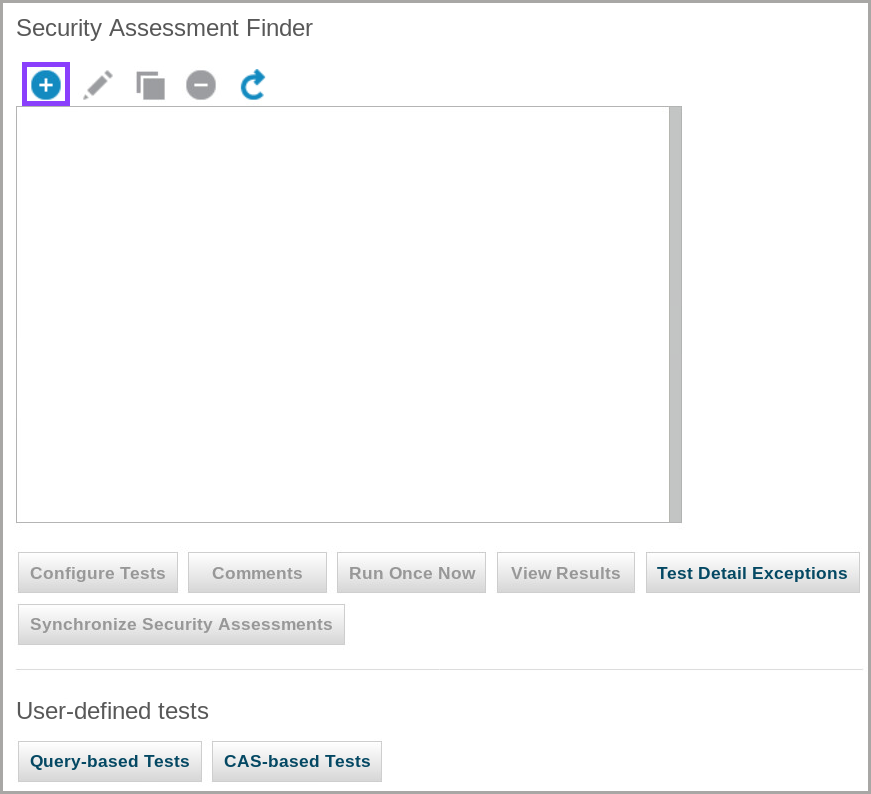 Security Assessment Finder
Configure Tests Comments Run Once Now View Results Test Detail Exceptions
Synchronize Security Assessments
User-defined tests
Query-based Tests CAS-based Tests